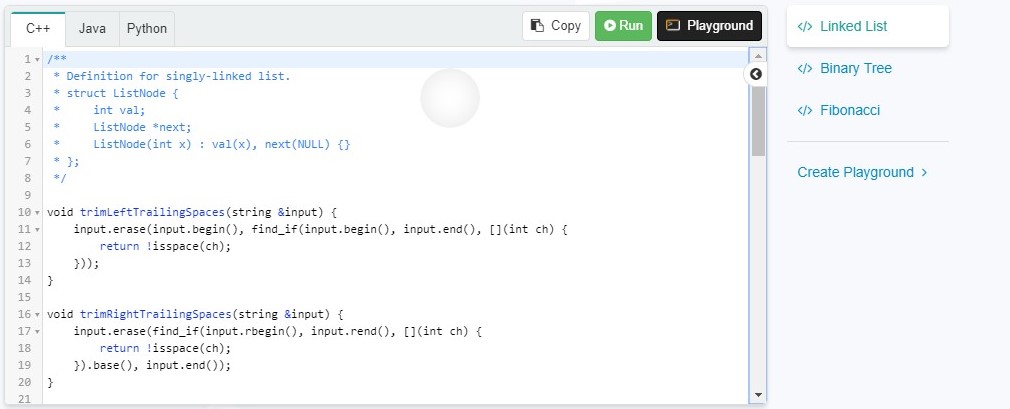 C++ Java Python Copy Run Playground
1 /**
2  * Definition for singly-linked list.
3  * struct ListNode {
4  *     int val;
5  *     ListNode *next;
6  *     ListNode(int x) : val(x), next(NULL) {}
7  * };
8  */
9
10 void trimLeftTrailingSpaces(string &input) {
11     input.erase(input.begin(), find_if(input.begin(), input.end(), [](int ch) {
12         return !isspace(ch);
13     }));
14 }
15
16 void trimRightTrailingSpaces(string &input) {
17     input.erase(find_if(input.rbegin(), input.rend(), [](int ch) {
18         return !isspace(ch);
19     }).base(), input.end());
20 }
21
</> Linked List
</> Binary Tree
</> Fibonacci
Create Playground >